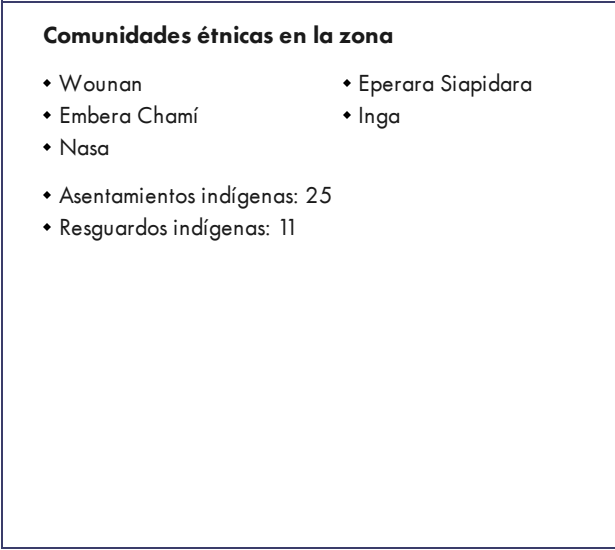 Comunidades étnicas en la zona
• Wounan
• Embera Chamí
• Nasa
• Eperara Siapidara
• Inga
• Asentamientos indígenas: 25
• Resguardos indígenas: 11